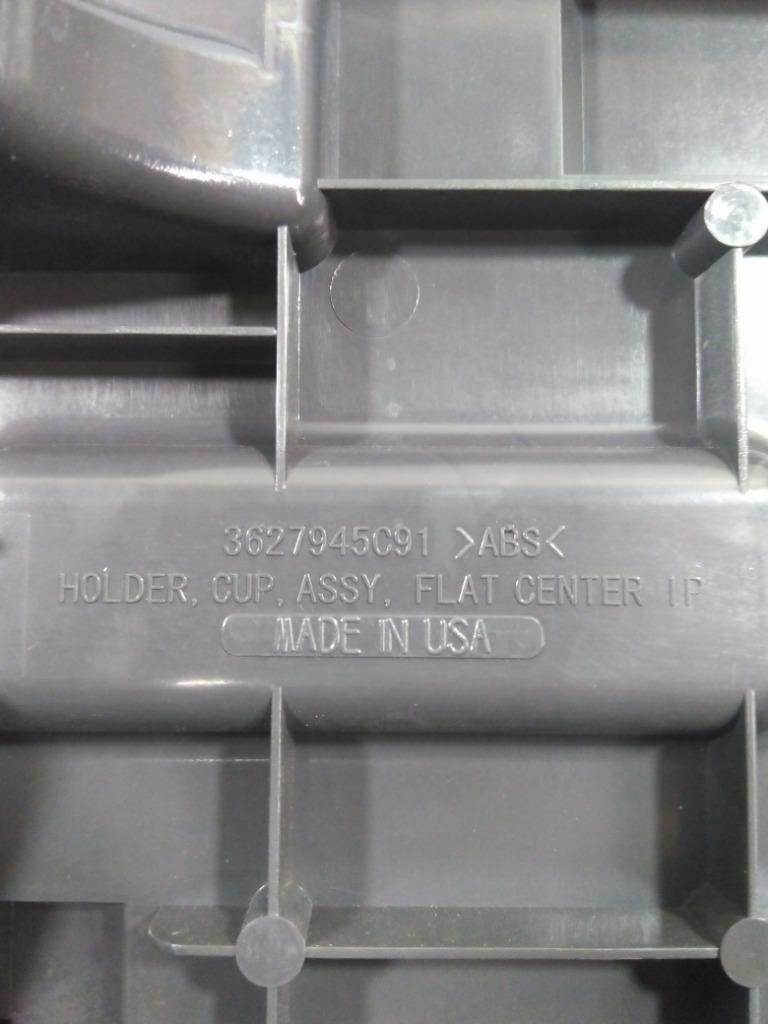 3627945C91 >ABS<
HOLDER, CUP, ASSY, FLAT CENTER IP
MADE IN USA